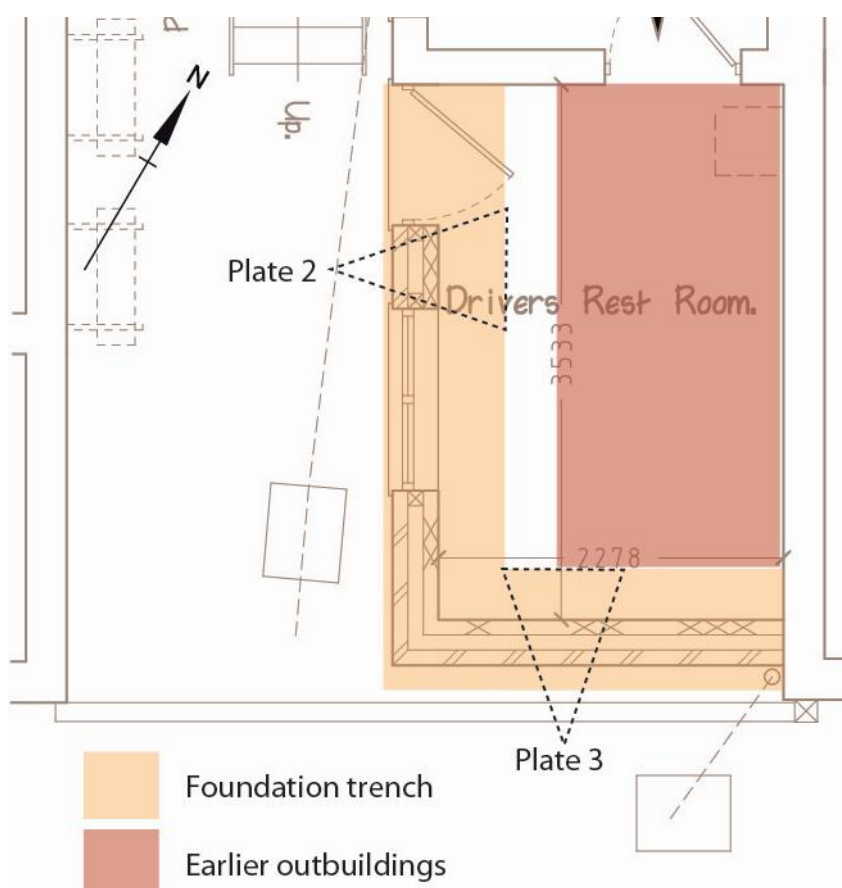 N
Up.
Plate 2
Drivers Rest Room.
3533
2278
Plate 3
Foundation trench
Earlier outbuildings